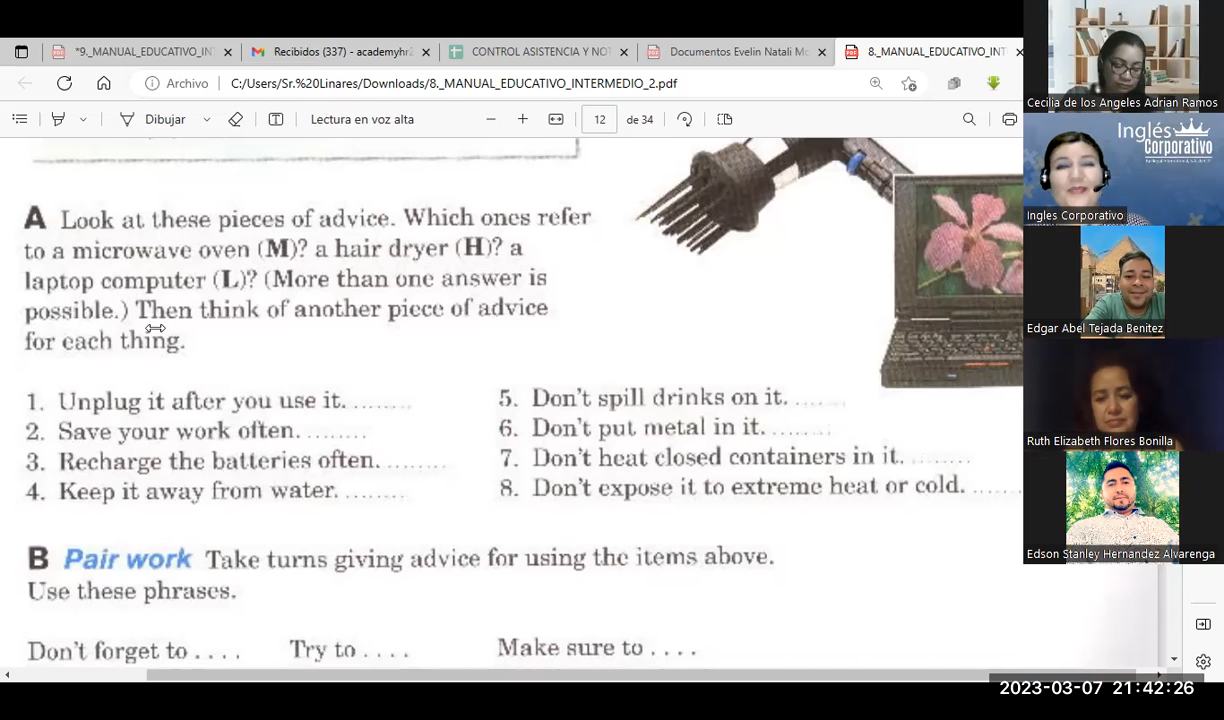 *9._MANUAL_EDUCATIVO_IN
Recibidos (337) - academyhr2
CONTROL ASISTENCIA Y NOT
Documentos Evelin Natali Mo
8._MANUAL_EDUCATIVO_INT
Archivo
C:/Users/Sr.%20Linares/Downloads/8._MANUAL_EDUCATIVO_INTERMEDIO_2.pdf
Dibujar
Lectura en voz alta
12
de 34
A Look at these pieces of advice. Which ones refer
to a microwave oven (M)? a hair dryer (H)? a
laptop computer (L)? (More than one answer is
possible.) Then think of another piece of advice
for each thing.
1. Unplug it after you use it. ........
2. Save your work often. ........
3. Recharge the batteries often. ........
4. Keep it away from water. ........
5. Don't spill drinks on it. ........
6. Don't put metal in it. ........
7. Don't heat closed containers in it. ........
8. Don't expose it to extreme heat or cold. ......
B Pair work Take turns giving advice for using the items above.
Use these phrases.
Don't forget to . . . .
Try to . . . .
Make sure to . . . .
Cecilia de los Angeles Adrian Ramos
Inglés
Corporativo
Ingles Corporativo
Edgar Abel Tejada Benitez
Ruth Elizabeth Flores Bonilla
Edson Stanley Hernandez Alvarenga
2023-03-07 21:42:26